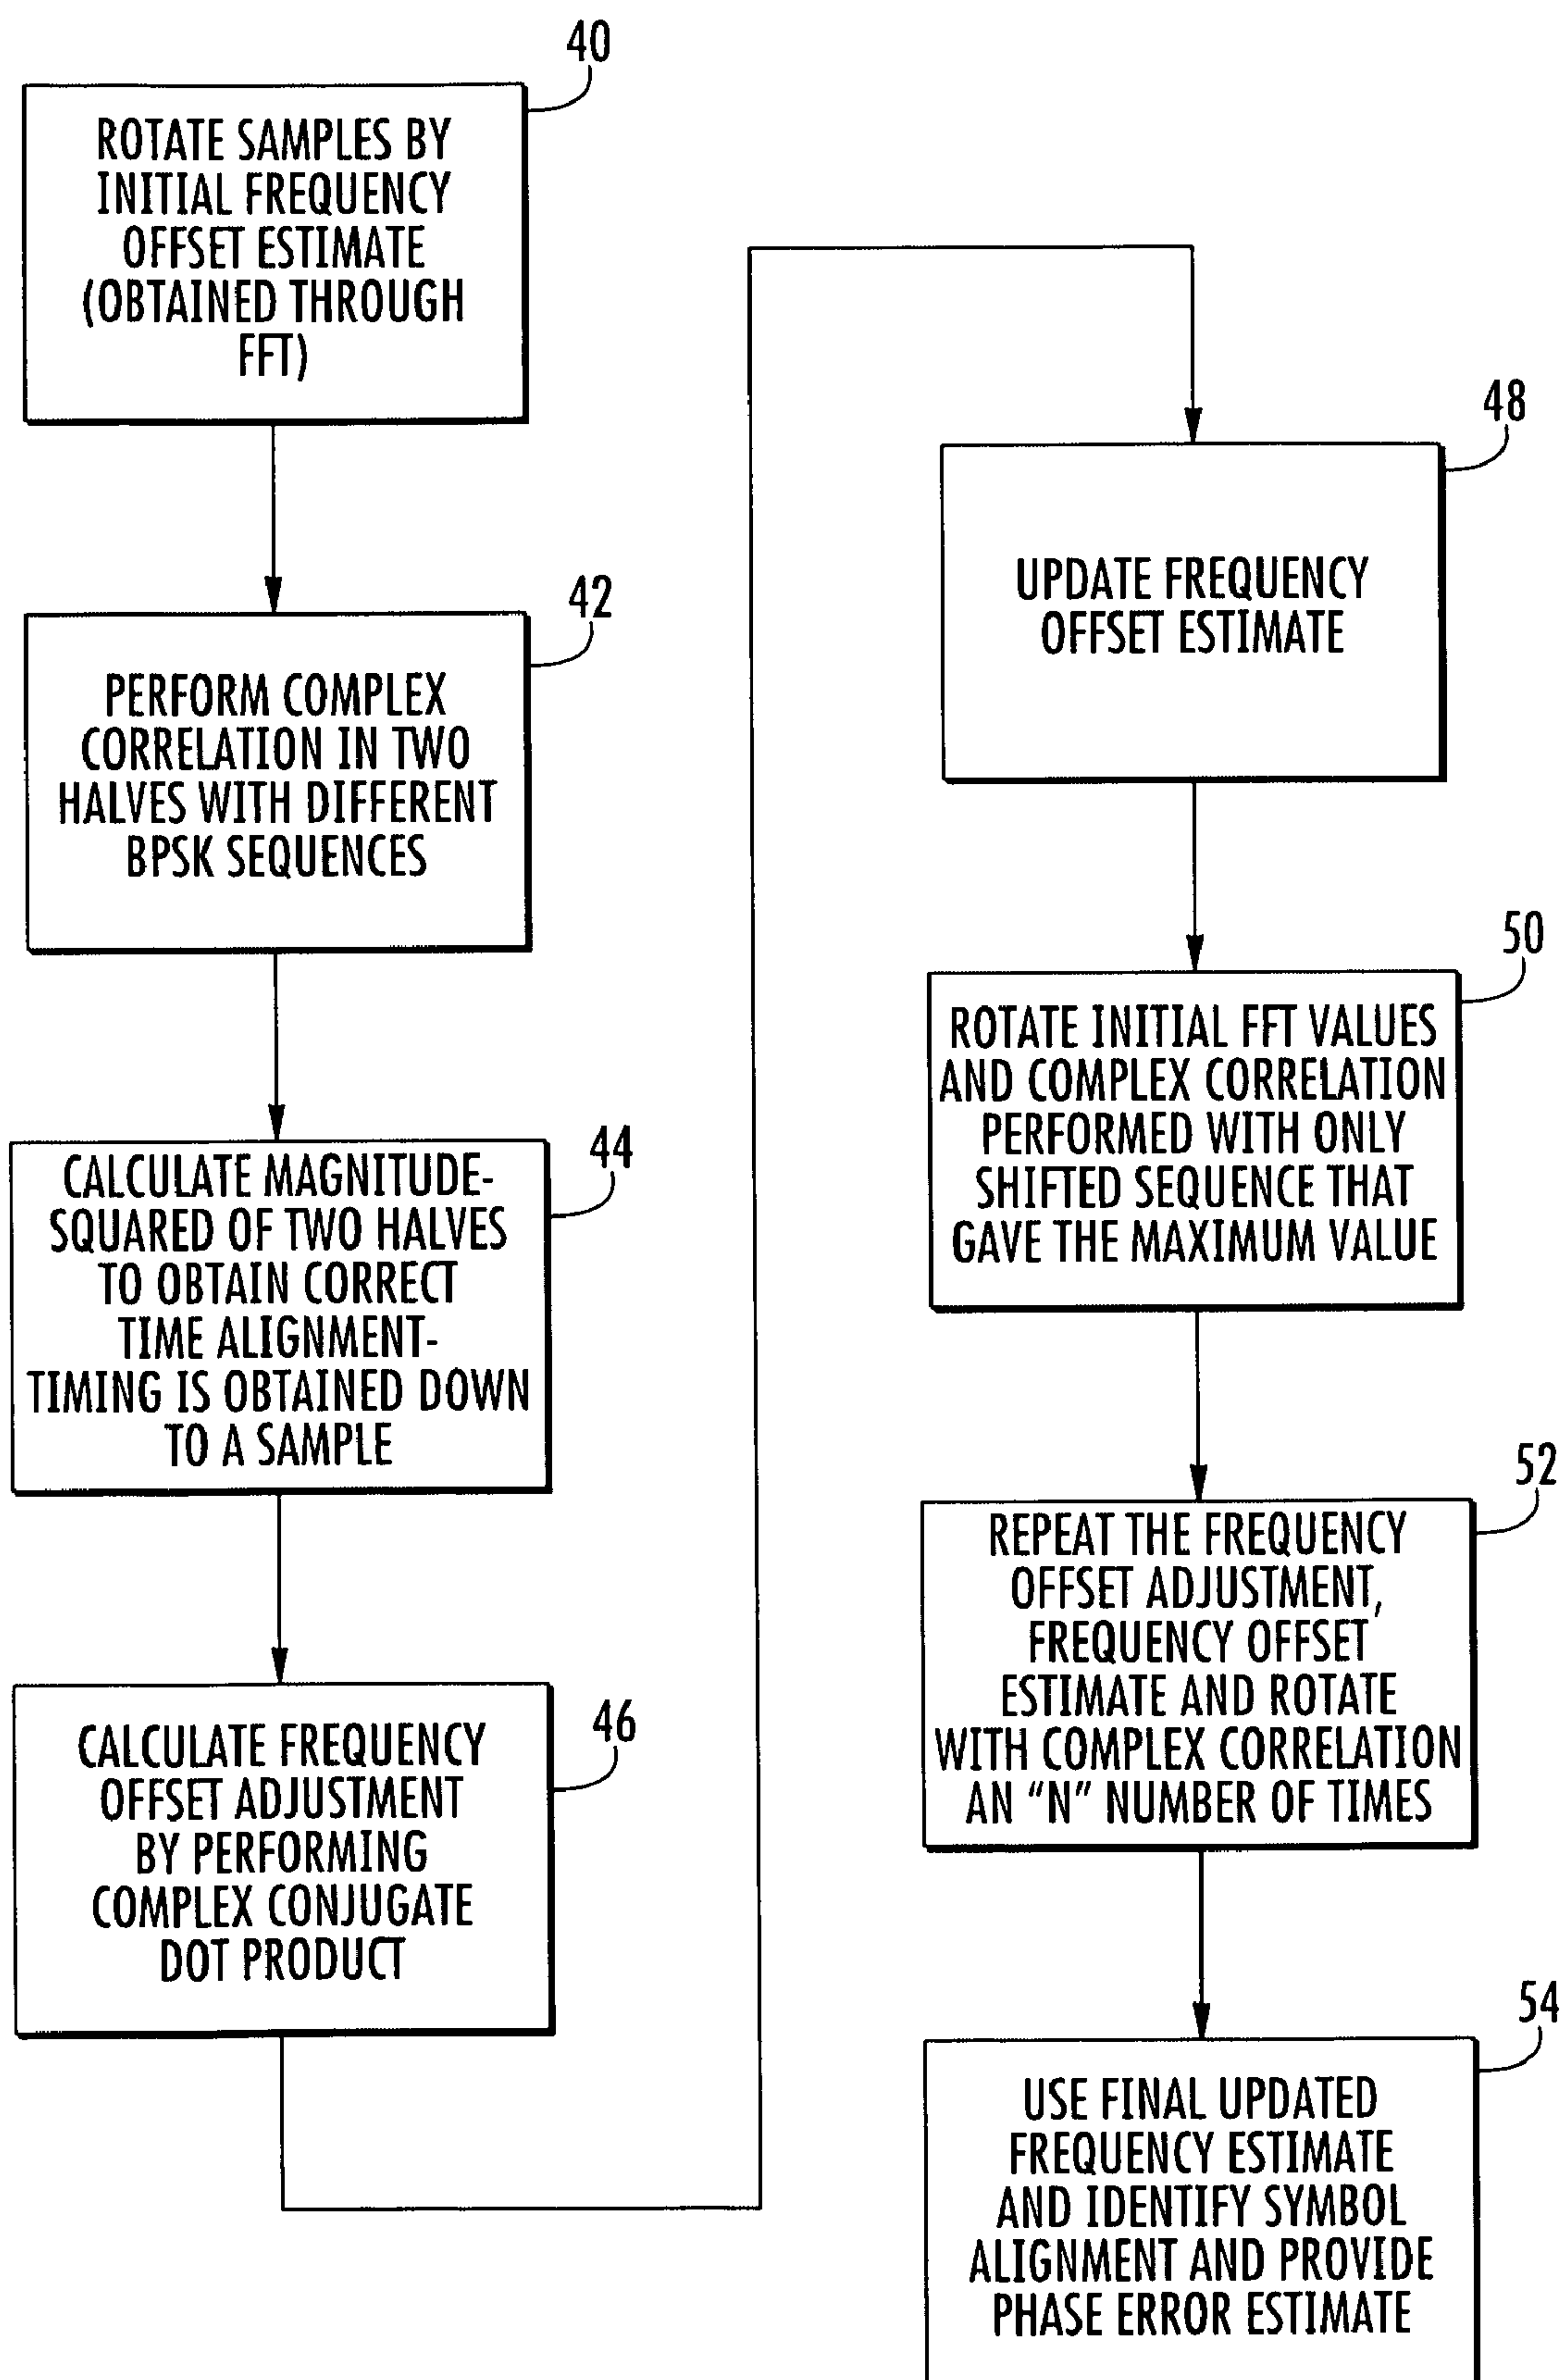 40
ROTATE SAMPLES BY
INITIAL FREQUENCY
OFFSET ESTIMATE
(OBTAINED THROUGH
FFT)
42
PERFORM COMPLEX
CORRELATION IN TWO
HALVES WITH DIFFERENT
BPSK SEQUENCES
44
CALCULATE MAGNITUDE-
SQUARED OF TWO HALVES
TO OBTAIN CORRECT
TIME ALIGNMENT-
TIMING IS OBTAINED DOWN
TO A SAMPLE
46
CALCULATE FREQUENCY
OFFSET ADJUSTMENT
BY PERFORMING
COMPLEX CONJUGATE
DOT PRODUCT
48
UPDATE FREQUENCY
OFFSET ESTIMATE
50
ROTATE INITIAL FFT VALUES
AND COMPLEX CORRELATION
PERFORMED WITH ONLY
SHIFTED SEQUENCE THAT
GAVE THE MAXIMUM VALUE
52
REPEAT THE FREQUENCY
OFFSET ADJUSTMENT,
FREQUENCY OFFSET
ESTIMATE AND ROTATE
WITH COMPLEX CORRELATION
AN "N" NUMBER OF TIMES
54
USE FINAL UPDATED
FREQUENCY ESTIMATE
AND IDENTIFY SYMBOL
ALIGNMENT AND PROVIDE
PHASE ERROR ESTIMATE